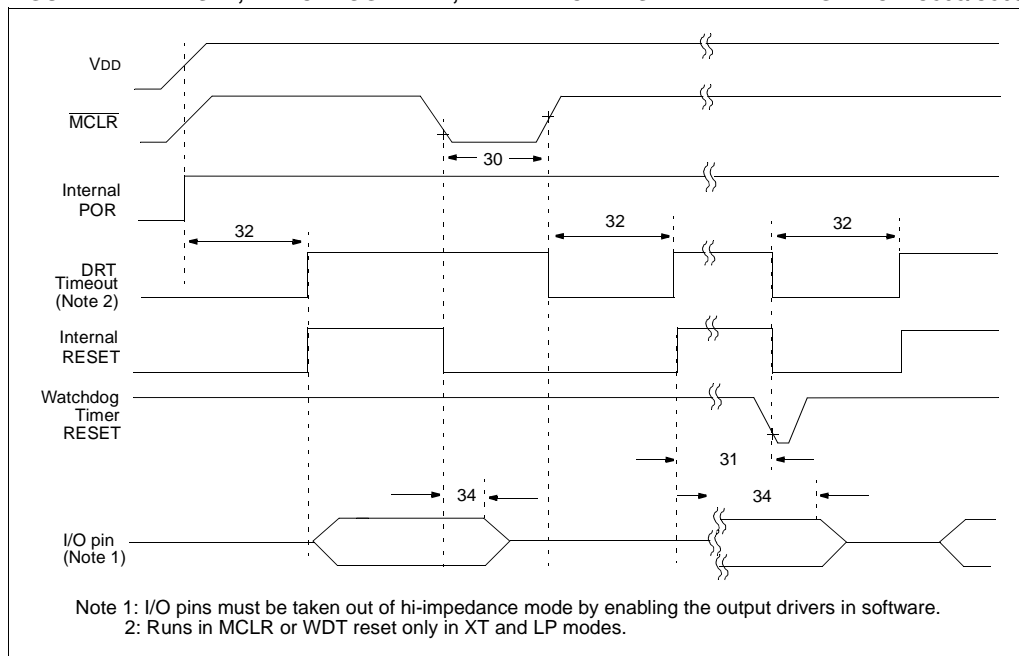 VDD
MCLR
30
Internal
POR
32
32
32
DRT
Timeout
(Note 2)
Internal
RESET
Watchdog
Timer
RESET
31
34
34
I/O pin
(Note 1)
Note 1: I/O pins must be taken out of hi-impedance mode by enabling the output drivers in software.
2: Runs in MCLR or WDT reset only in XT and LP modes.